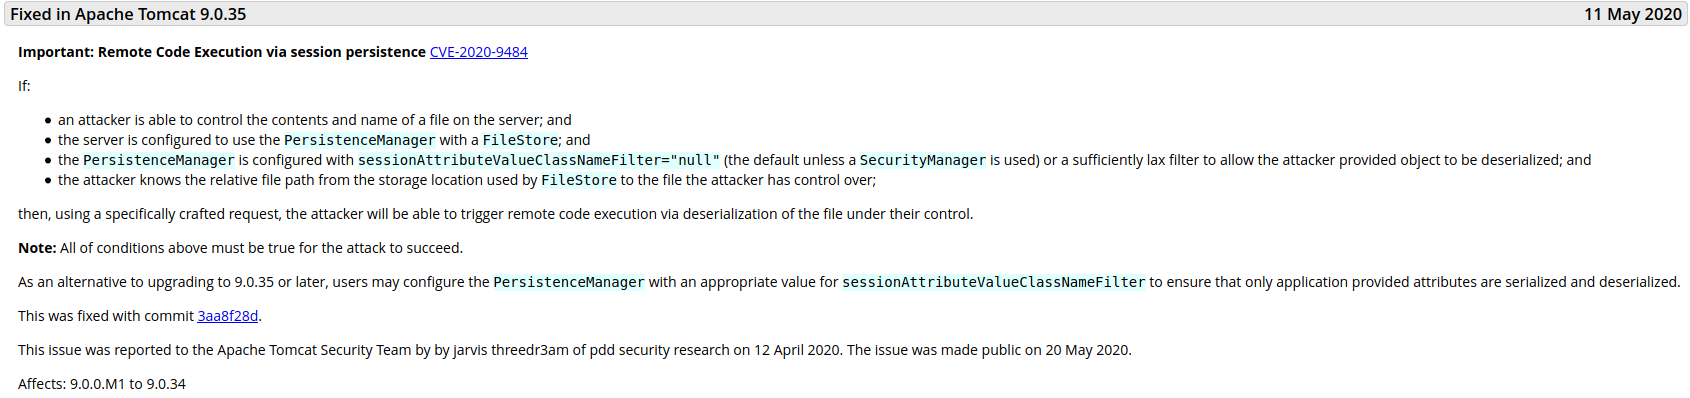 Fixed in Apache Tomcat 9.0.35
11 May 2020
Important: Remote Code Execution via session persistence CVE-2020-9484
If:
• an attacker is able to control the contents and name of a file on the server; and
• the server is configured to use the PersistenceManager with a FileStore; and
• the PersistenceManager is configured with sessionAttributeValueClassNameFilter="null" (the default unless a SecurityManager is used) or a sufficiently lax filter to allow the attacker provided object to be deserialized; and
• the attacker knows the relative file path from the storage location used by FileStore to the file the attacker has control over;
then, using a specifically crafted request, the attacker will be able to trigger remote code execution via deserialization of the file under their control.
Note: All of conditions above must be true for the attack to succeed.
As an alternative to upgrading to 9.0.35 or later, users may configure the PersistenceManager with an appropriate value for sessionAttributeValueClassNameFilter to ensure that only application provided attributes are serialized and deserialized.
This was fixed with commit 3aa8f28d.
This issue was reported to the Apache Tomcat Security Team by by jarvis threedr3am of pdd security research on 12 April 2020. The issue was made public on 20 May 2020.
Affects: 9.0.0.M1 to 9.0.34